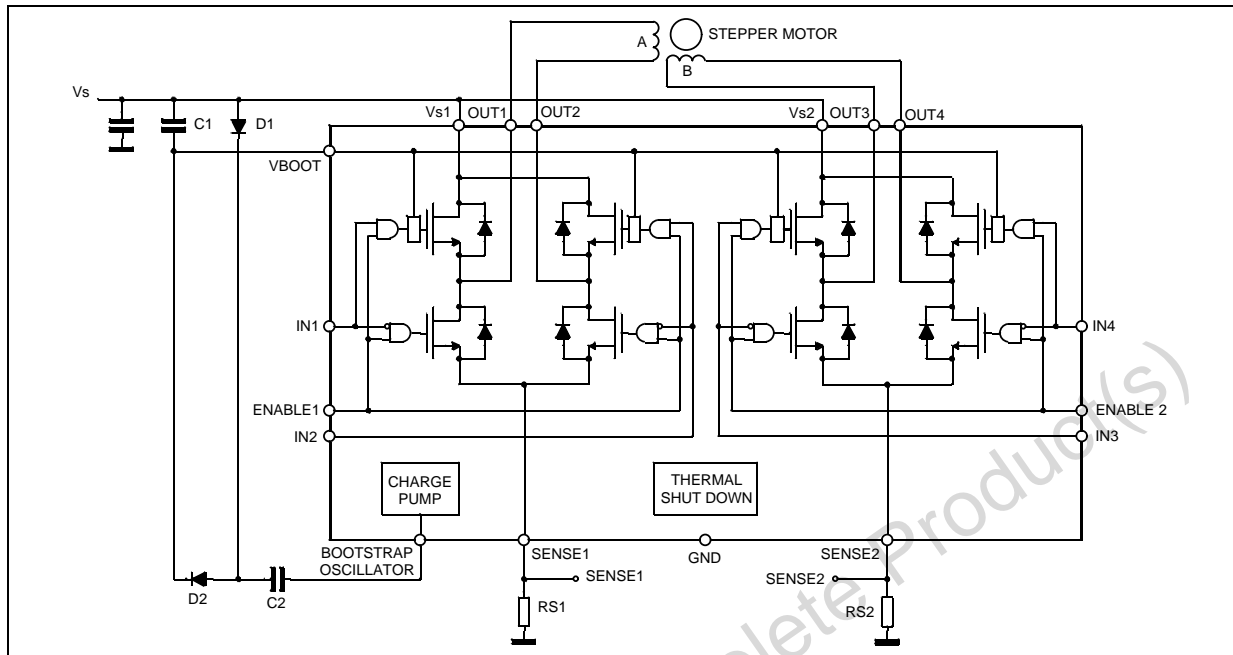 STEPPER MOTOR
A
B
Vs
C1
D1
Vs1
OUT1
OUT2
Vs2
OUT3
OUT4
VBOOT
IN1
IN4
ENABLE1
ENABLE 2
IN2
IN3
CHARGE
PUMP
THERMAL
SHUT DOWN
BOOTSTRAP
OSCILLATOR
SENSE1
GND
SENSE2
SENSE1
SENSE2
D2
C2
RS1
RS2
lete Product(s)